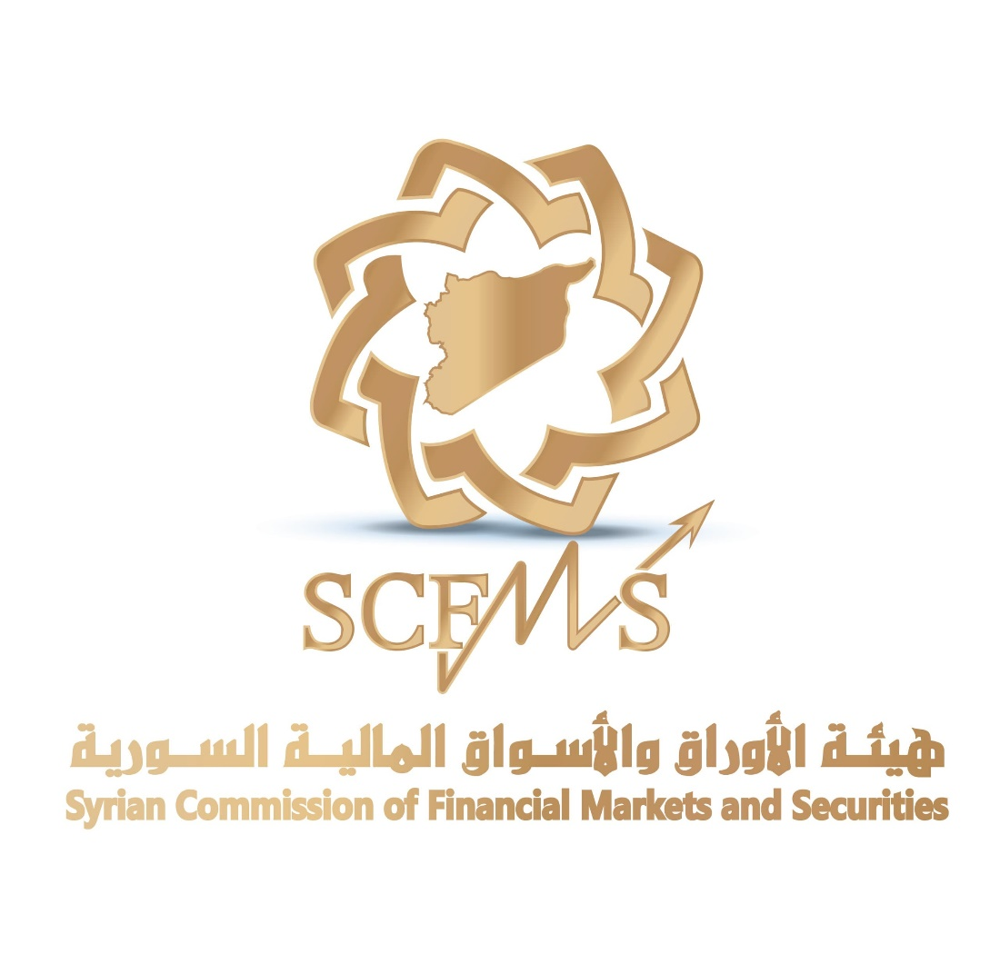 SCFMS
هيئة الأوراق والأسواق المالية السورية
Syrian Commission of Financial Markets and Securities